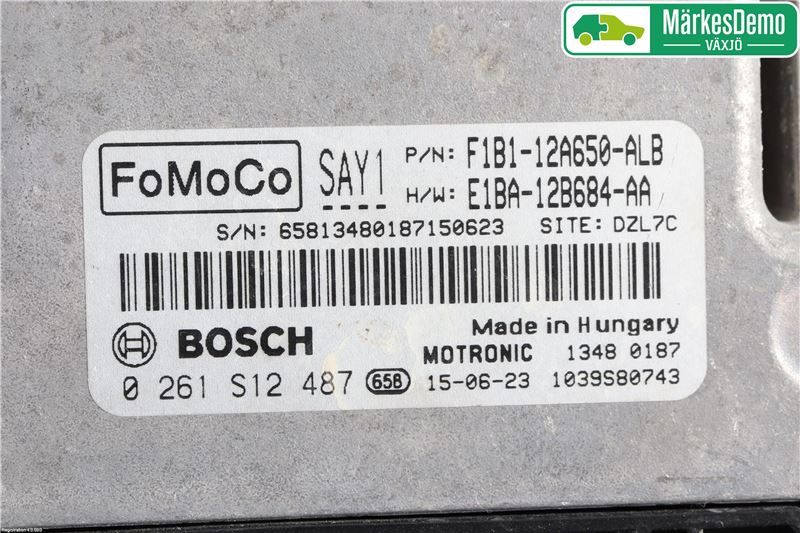 MärkesDemo
VÄXJÖ
FoMoCo
SAY1
P/N: F1B1-12A650-ALB
H/W: E1BA-12B684-AA
S/N: 65813480187150623 SITE: DZL7C
Made in Hungary
BOSCH
MOTRONIC 1348 0187
0 261 S12 487 65B 15-06-23 1039S80743